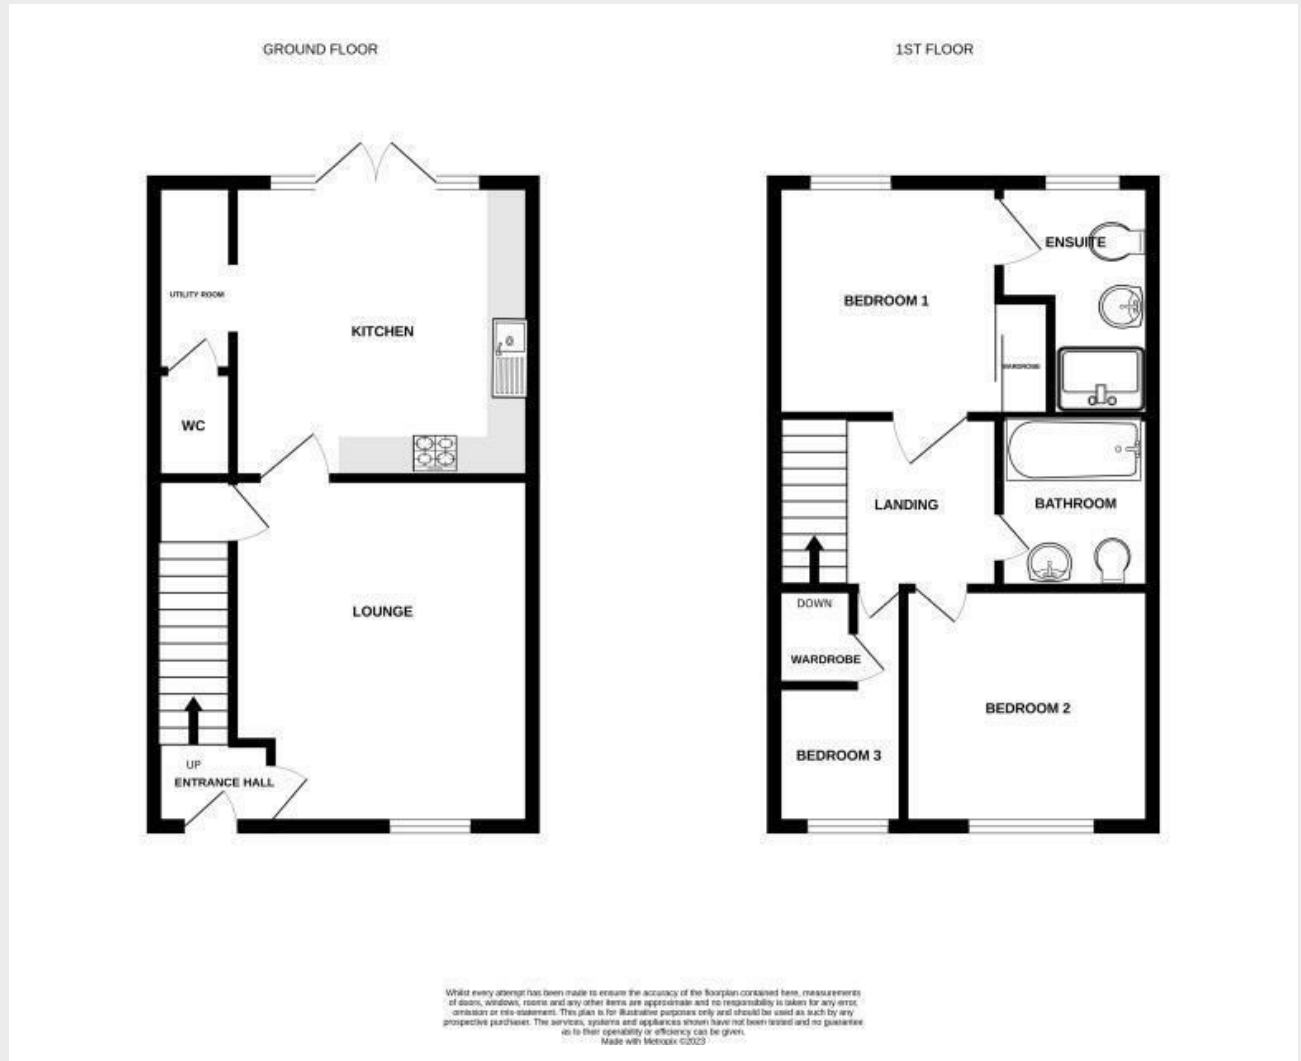 GROUND FLOOR
1ST FLOOR
UTILITY ROOM
KITCHEN
WC
LOUNGE
UP
ENTRANCE HALL
ENSUITE
BEDROOM 1
WARDROBE
LANDING
BATHROOM
DOWN
WARDROBE
BEDROOM 2
BEDROOM 3
Whilst every attempt has been made to ensure the accuracy of the floorplan contained here, measurements
of doors, windows, rooms and any other items are approximate and no responsibility is taken for any error,
omission or mis-statement. This plan is for illustrative purposes only and should be used as such by any
prospective purchaser. The services, systems and appliances shown have not been tested and no guarantee
as to their operability or efficiency can be given.
Made with Metropix ©2023